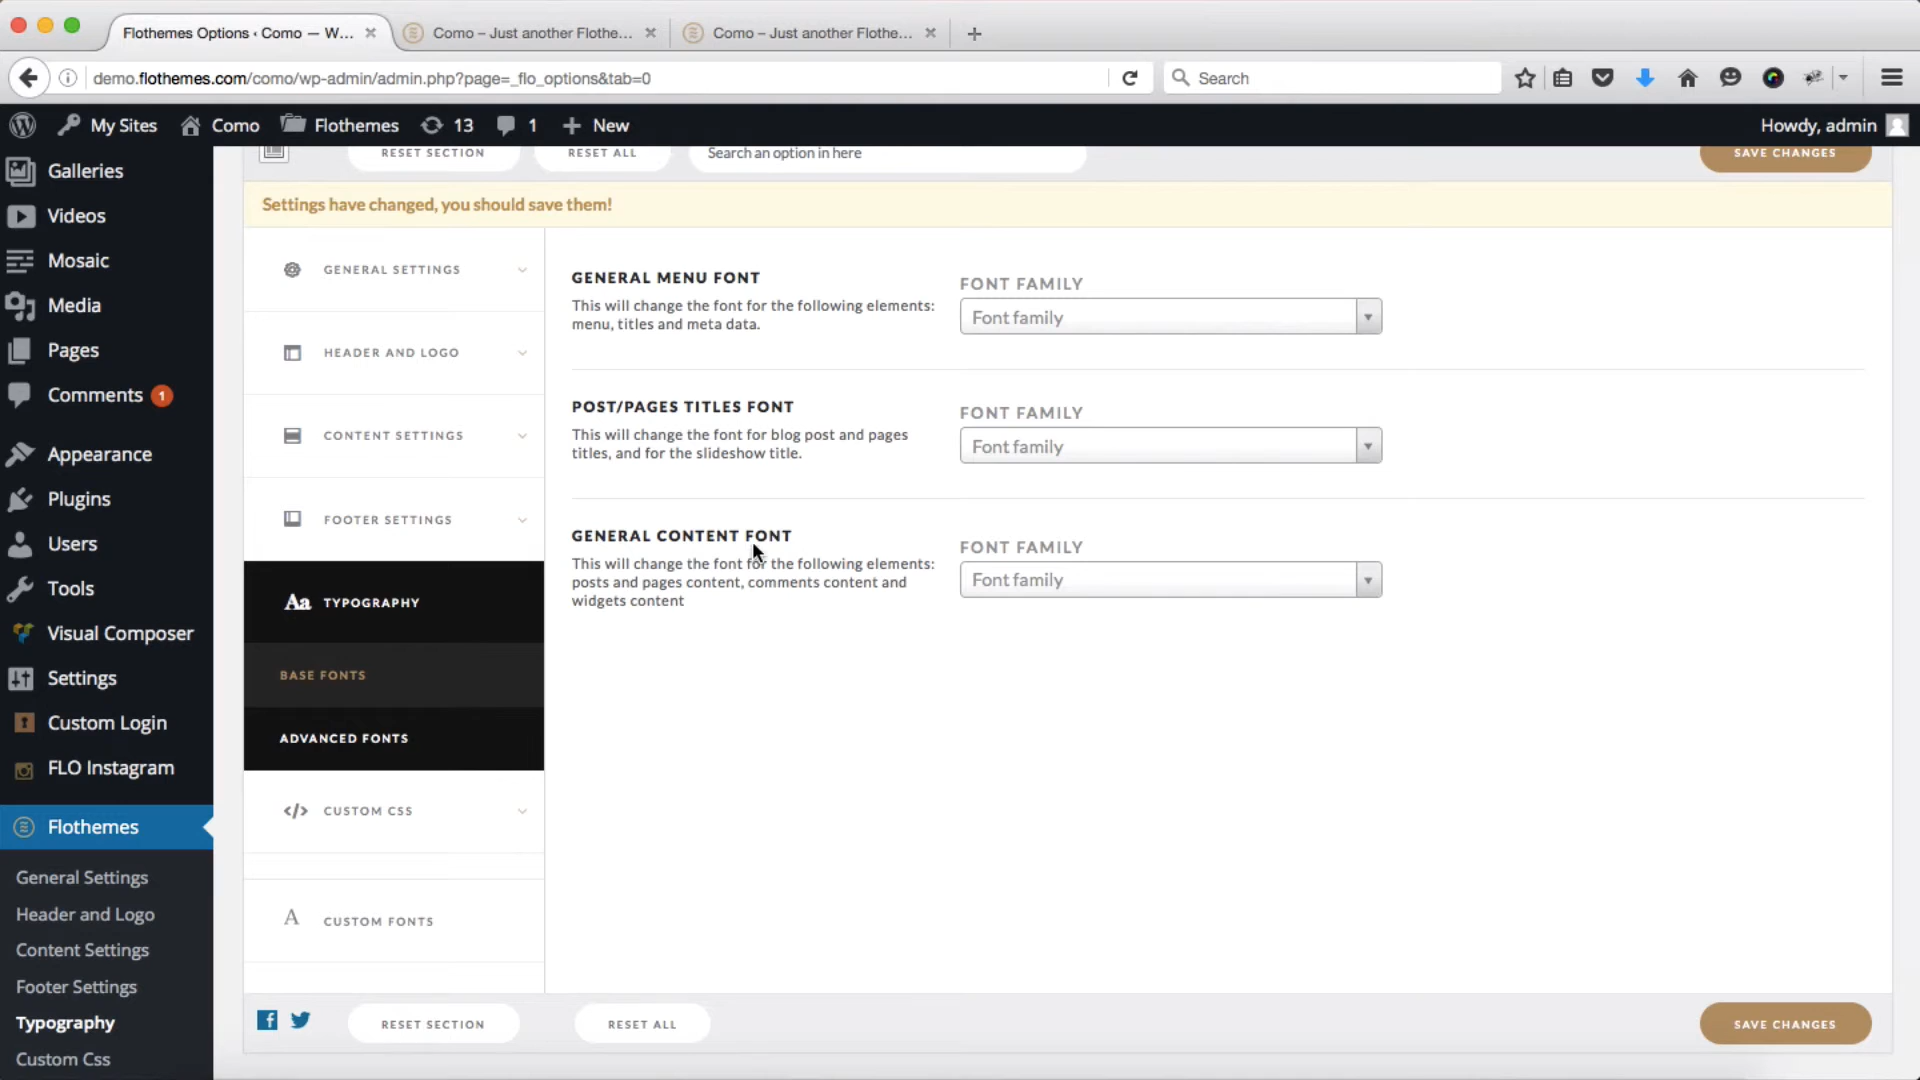 Flothemes Options ‹ Como — W...
Como – Just another Flothe...
Como – Just another Flothe...
demo.flothemes.com/como/wp-admin/admin.php?page=_flo_options&tab=0
Search
My Sites
Como
Flothemes
13
1
New
Howdy, admin
Galleries
Videos
Mosaic
Media
Pages
Comments 1
Appearance
Plugins
Users
Tools
Visual Composer
Settings
Custom Login
FLO Instagram
Flothemes
General Settings
Header and Logo
Content Settings
Footer Settings
Typography
Custom Css
RESET SECTION
RESET ALL
Search an option in here
SAVE CHANGES
Settings have changed, you should save them!
GENERAL SETTINGS
HEADER AND LOGO
CONTENT SETTINGS
FOOTER SETTINGS
Aa TYPOGRAPHY
BASE FONTS
ADVANCED FONTS
</> CUSTOM CSS
A CUSTOM FONTS
GENERAL MENU FONT
This will change the font for the following elements:
menu, titles and meta data.
FONT FAMILY
Font family
POST/PAGES TITLES FONT
This will change the font for blog post and pages
titles, and for the slideshow title.
FONT FAMILY
Font family
GENERAL CONTENT FONT
This will change the font for the following elements:
posts and pages content, comments content and
widgets content
FONT FAMILY
Font family
RESET SECTION
RESET ALL
SAVE CHANGES